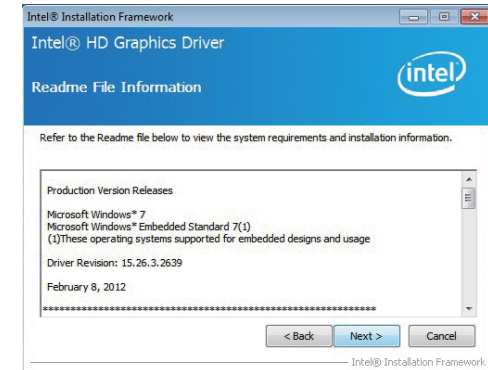 Intel® Installation Framework
Intel® HD Graphics Driver
Readme File Information
intel
Refer to the Readme file below to view the system requirements and installation information.
Production Version Releases
Microsoft Windows* 7
Microsoft Windows* Embedded Standard 7(1)
(1)These operating systems supported for embedded designs and usage
Driver Revision: 15.26.3.2639
February 8, 2012
****************************************************************
< Back Next > Cancel
Intel® Installation Framework